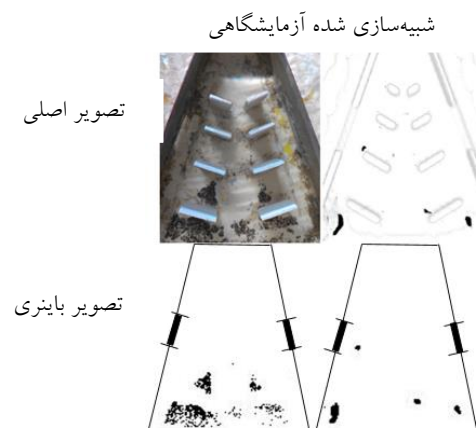 شبیه‌سازی شده آزمایشگاهی
تصویر اصلی
تصویر باینری